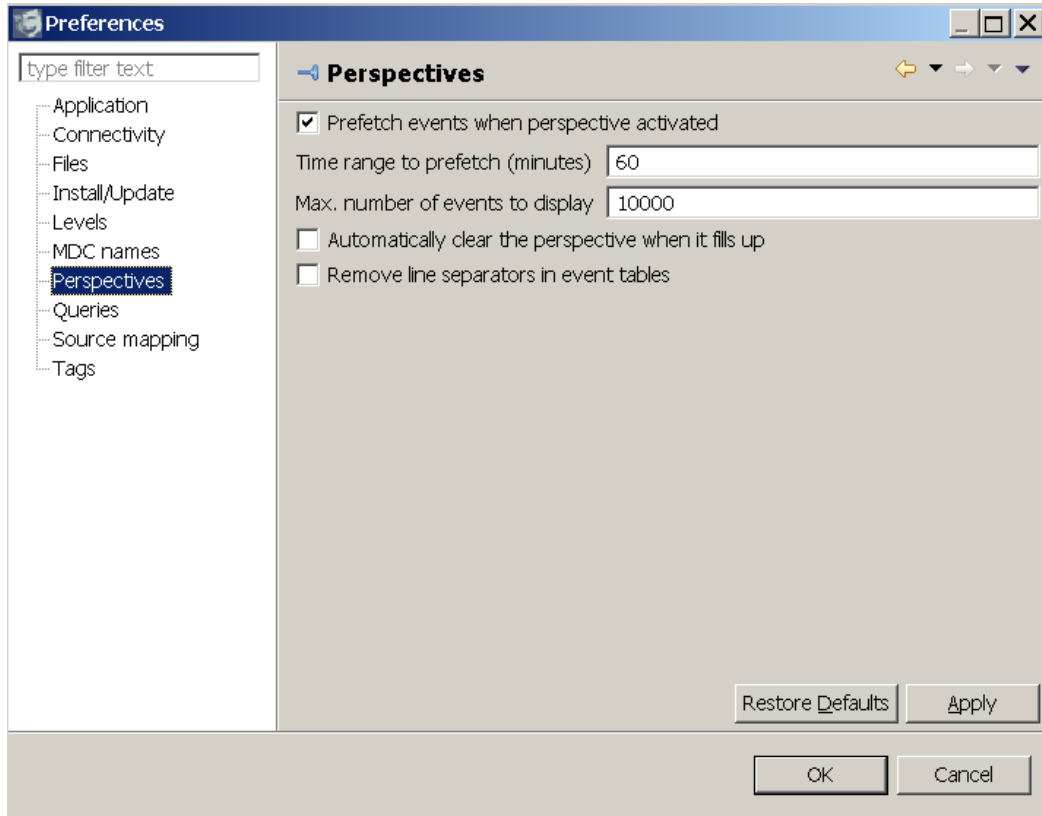 Preferences
type filter text
Application
Connectivity
Files
Install/Update
Levels
MDC names
Perspectives
Queries
Source mapping
Tags
Perspectives
Prefetch events when perspective activated
Time range to prefetch (minutes) 60
Max. number of events to display 10000
Automatically clear the perspective when it fills up
Remove line separators in event tables
Restore Defaults Apply
OK Cancel